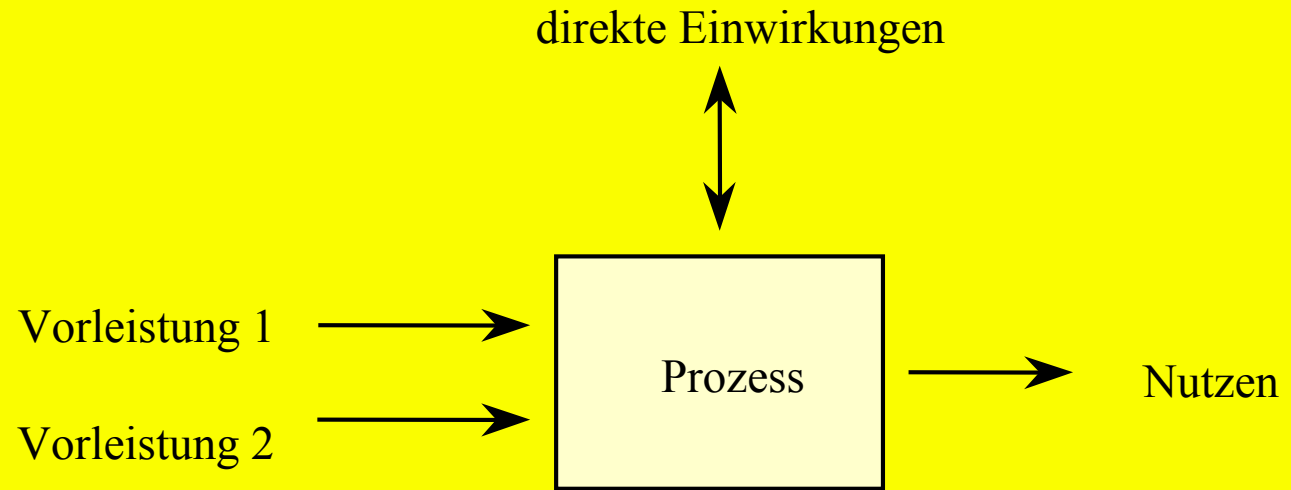 direkte Einwirkungen
Vorleistung 1
Prozess
Nutzen
Vorleistung 2